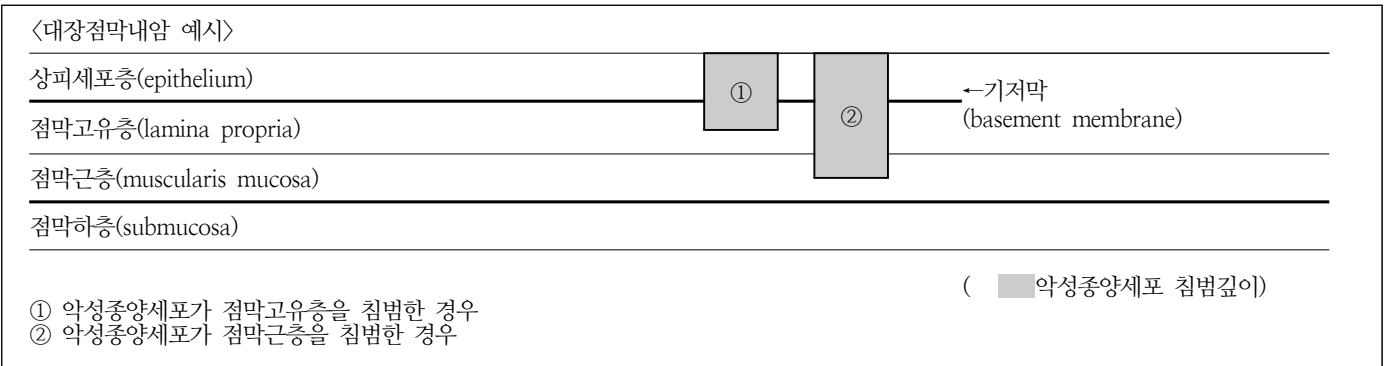 〈대장점막내암 예시〉
상피세포층(epithelium)
①
←기저막
(basement membrane)
②
점막고유층(lamina propria)
점막근층(muscularis mucosa)
점막하층(submucosa)
( 악성종양세포 침범깊이)
① 악성종양세포가 점막고유층을 침범한 경우
② 악성종양세포가 점막근층을 침범한 경우